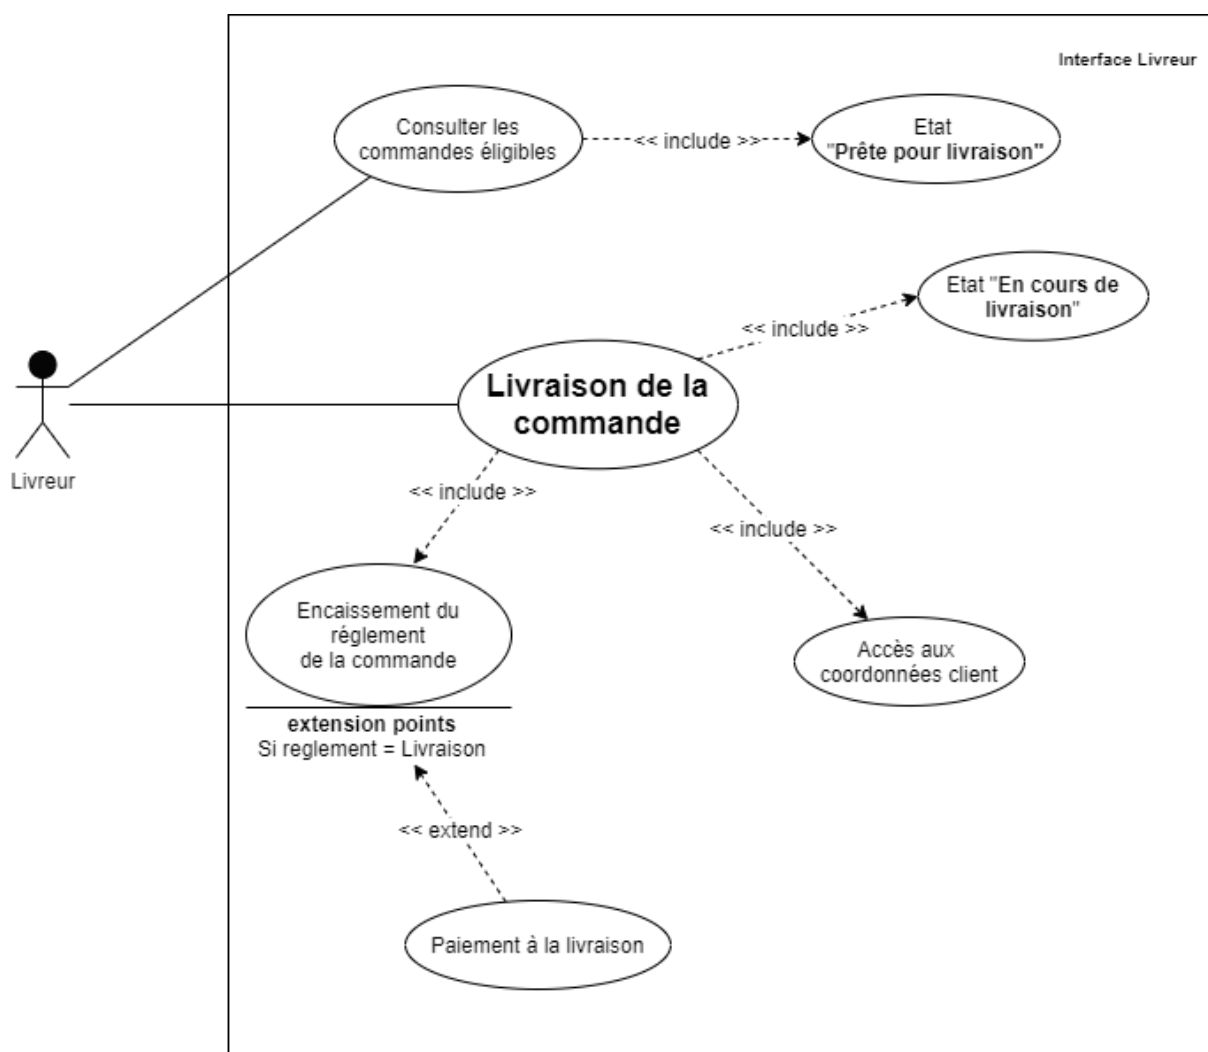 Interface Livreur
Consulter les
commandes éligibles
<< include >>
Etat
"Prête pour livraison"
Etat "En cours de
livraison"
<< include >>
Livraison de la
commande
Livreur
<< include >>
<< include >>
Encaissement du
réglement
de la commande
Accès aux
coordonnées client
extension points
Si reglement = Livraison
<< extend >>
Paiement à la livraison